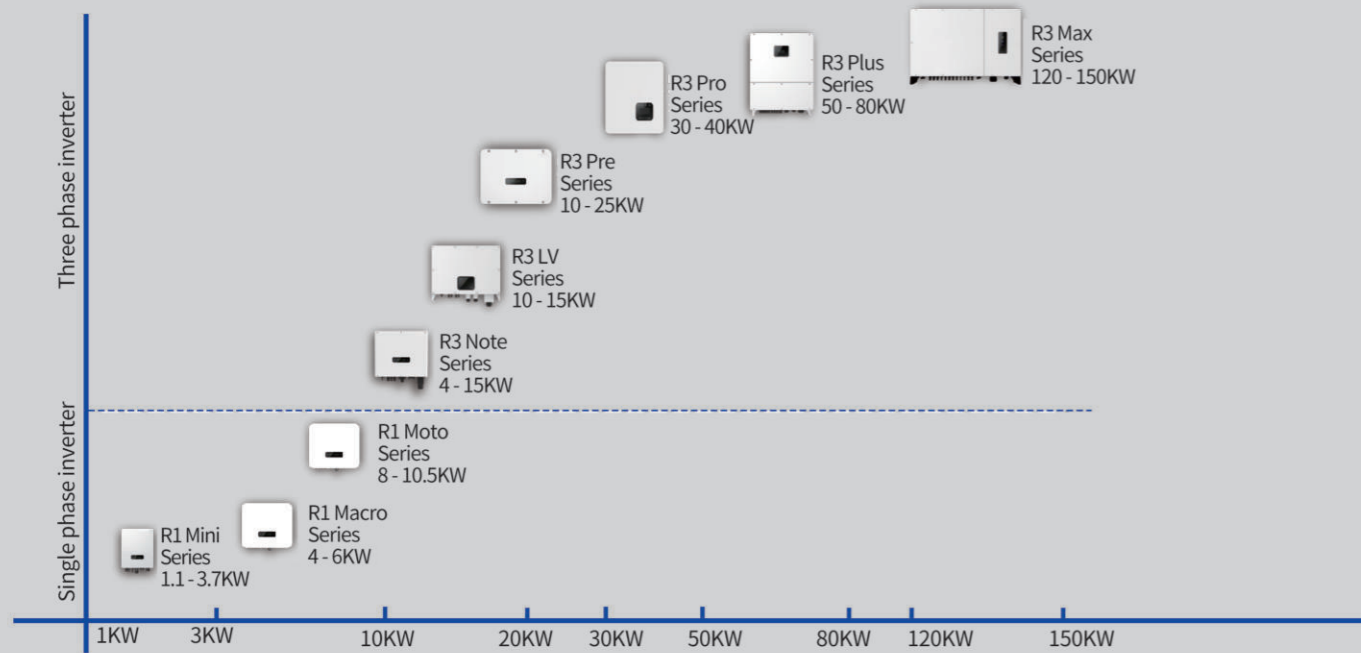 Three phase inverter
Single phase inverter
R3 Max
Series
120 - 150KW
R3 Plus
Series
50 - 80KW
R3 Pro
Series
30 - 40KW
R3 Pre
Series
10 - 25KW
R3 LV
Series
10 - 15KW
R3 Note
Series
4 - 15KW
R1 Moto
Series
8 - 10.5KW
R1 Macro
Series
4 - 6KW
R1 Mini
Series
1.1 - 3.7KW
1KW
3KW
10KW
20KW
30KW
50KW
80KW
120KW
150KW